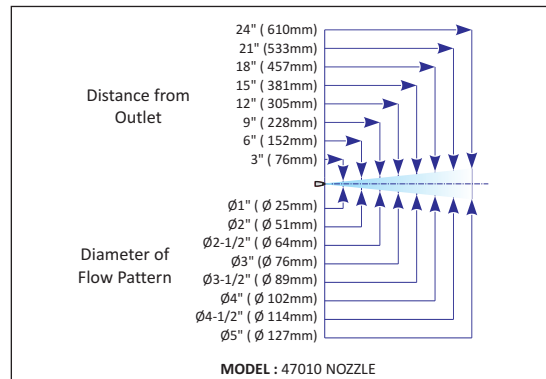 24" ( 610mm)
21" (533mm)
18" ( 457mm)
15" ( 381mm)
12" ( 305mm)
9" ( 228mm)
6" ( 152mm)
3" ( 76mm)
Distance from
Outlet
Ø1" ( Ø 25mm)
Ø2" ( Ø 51mm)
Ø2-1/2" ( Ø 64mm)
Ø3" (Ø 76mm)
Ø3-1/2" ( Ø 89mm)
Ø4" ( Ø 102mm)
Ø4-1/2" ( Ø 114mm)
Ø5" ( Ø 127mm)
Diameter of
Flow Pattern
MODEL : 47010 NOZZLE